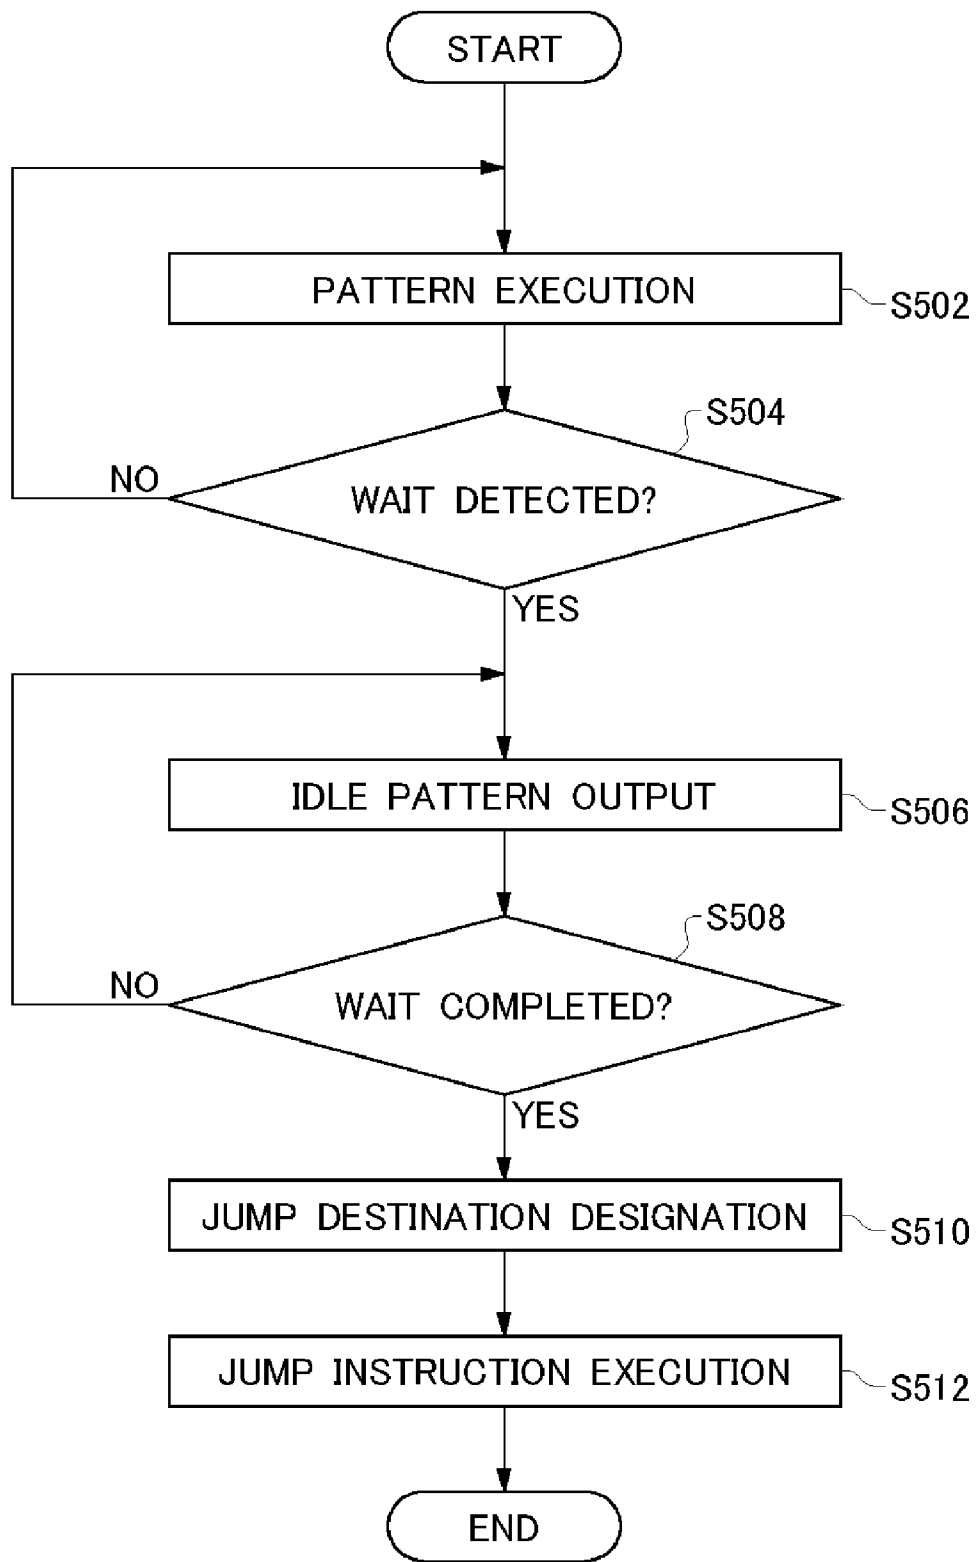 START
PATTERN EXECUTION
S502
S504
NO
WAIT DETECTED?
YES
IDLE PATTERN OUTPUT
S506
S508
NO
WAIT COMPLETED?
YES
JUMP DESTINATION DESIGNATION
S510
JUMP INSTRUCTION EXECUTION
S512
END